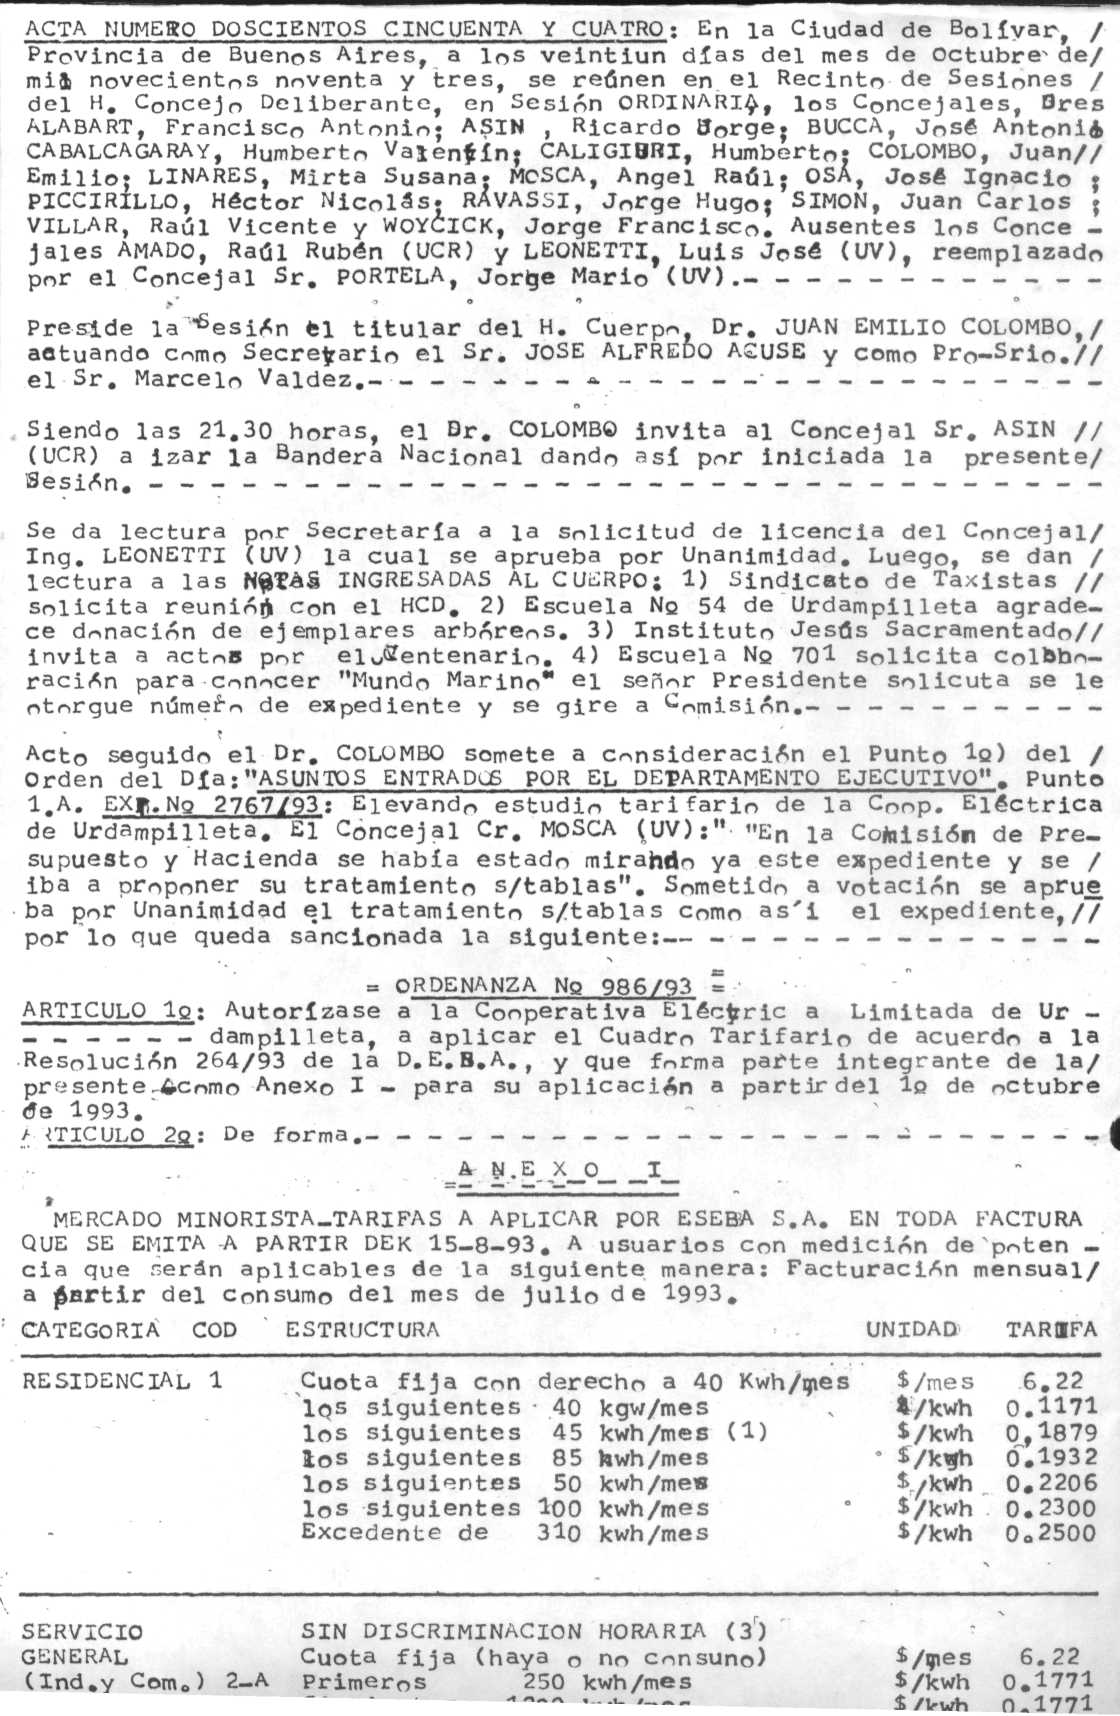 ACTA NUMERO DOSCIENTOS CINCUENTA Y CUATRO: En la Ciudad de Bolívar, /
Provincia de Buenos Aires, a los veintiun días del mes de Octubre de/
mil novecientos noventa y tres, se reúnen en el Recinto de Sesiones /
del H. Concejo Deliberante, en Sesión ORDINARIA, los Concejales, Sres
ALABART, Francisco Antonio; ASIN , Ricardo Jorge; BUCCA, José Antonio
CABALCAGARAY, Humberto Valentín; CALIGIURI, Humberto; COLOMBO, Juan//
Emilio; LINARES, Mirta Susana; MOSCA, Angel Raúl; OSA, José Ignacio ;
PICCIRILLO, Héctor Nicolás; RAVASSI, Jorge Hugo; SIMON, Juan Carlos ;
VILLAR, Raúl Vicente y WOYCICK, Jorge Francisco. Ausentes los Conce -
jales AMADO, Raúl Rubén (UCR) y LEONETTI, Luis José (UV), reemplazado
por el Concejal Sr. PORTELA, Jorge Mario (UV).- - - - - - - - - - - -
Preside la Sesión el titular del H. Cuerpo, Dr. JUAN EMILIO COLOMBO,/
actuando como Secretario el Sr. JOSE ALFREDO ACUSE y como Pro-Srio.//
el Sr. Marcelo Valdez.- - - - - - - - - - - - - - - - - - - - - - - -
Siendo las 21.30 horas, el Dr. COLOMBO invita al Concejal Sr. ASIN //
(UCR) a izar la Bandera Nacional dando así por iniciada la presente/
Sesión. - - - - - - - - - - - - - - - - - - - - - - - - - - - - - - -
Se da lectura por Secretaría a la solicitud de licencia del Concejal/
Ing. LEONETTI (UV) la cual se aprueba por Unanimidad. Luego, se dan /
lectura a las NOTAS INGRESADAS AL CUERPO: 1) Sindicato de Taxistas //
solicita reunión con el HCD. 2) Escuela Nº 54 de Urdampilleta agrade-
ce donación de ejemplares arbóreos. 3) Instituto Jesús Sacramentado//
invita a actos por el Centenario. 4) Escuela Nº 701 solicita colabo-
ración para conocer "Mundo Marino" el señor Presidente solicuta se le
otorgue número de expediente y se gire a Comisión.- - - - - - - - - -
Acto seguido el Dr. COLOMBO somete a consideración el Punto 1º) del /
Orden del Día:"ASUNTOS ENTRADOS POR EL DEPARTAMENTO EJECUTIVO". Punto
1.A. EXP.Nº 2767/93: Elevando estudio tarifario de la Coop. Eléctrica
de Urdampilleta. El Concejal Cr. MOSCA (UV):" "En la Comisión de Pre-
supuesto y Hacienda se había estado mirando ya este expediente y se /
iba a proponer su tratamiento s/tablas". Sometido a votación se aprue
ba por Unanimidad el tratamiento s/tablas como as´i el expediente,//
por lo que queda sancionada la siguiente:-- - - - - - - - - - - - - - -
= ORDENANZA Nº 986/93 =
ARTICULO 1º: Autorízase a la Cooperativa Eléctric a Limitada de Ur -
- - - - - - dampilleta, a aplicar el Cuadro Tarifario de acuerdo a la
Resolución 264/93 de la D.E.B.A., y que forma parte integrante de la/
presente -como Anexo I - para su aplicación a partir del 1º de octubre
de 1993.
ARTICULO 2º: De forma.- - - - - - - - - - - - - - - - - - - - - - - -
= A N E X O I
MERCADO MINORISTA-TARIFAS A APLICAR POR ESEBA S.A. EN TODA FACTURA
QUE SE EMITA A PARTIR DEK 15-8-93. A usuarios con medición de poten -
cia que serán aplicables de la siguiente manera: Facturación mensual/
a partir del consumo del mes de julio de 1993.
CATEGORIA COD ESTRUCTURA UNIDAD TARIFA
RESIDENCIAL 1 Cuota fija con derecho a 40 Kwh/mes $/mes 6.22
los siguientes 40 kgw/mes $/kwh 0.1171
los siguientes 45 kwh/mes (1) $/kwh 0,1879
los siguientes 85 kwh/mes $/kwh 0.1932
los siguientes 50 kwh/mes $/kwh 0.2206
los siguientes 100 kwh/mes $/kwh 0.2300
Excedente de 310 kwh/mes $/kwh 0.2500
SERVICIO SIN DISCRIMINACION HORARIA (3)
GENERAL Cuota fija (haya o no consuno) $/mes 6.22
(Ind.y Com.) 2-A Primeros 250 kwh/mes $/kwh 0.1771
$/kwh 0.1771